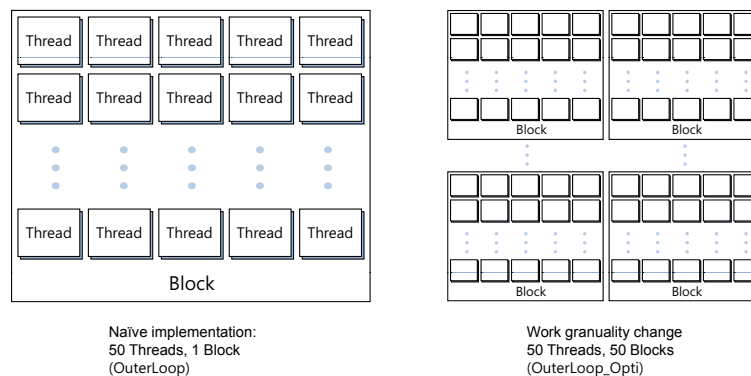 Thread Thread Thread Thread Thread
Thread Thread Thread Thread Thread
Thread Thread Thread Thread Thread
Block
Block Block
Block Block
Naïve implementation:
50 Threads, 1 Block
(OuterLoop)
Work granuality change
50 Threads, 50 Blocks
(OuterLoop_Opti)